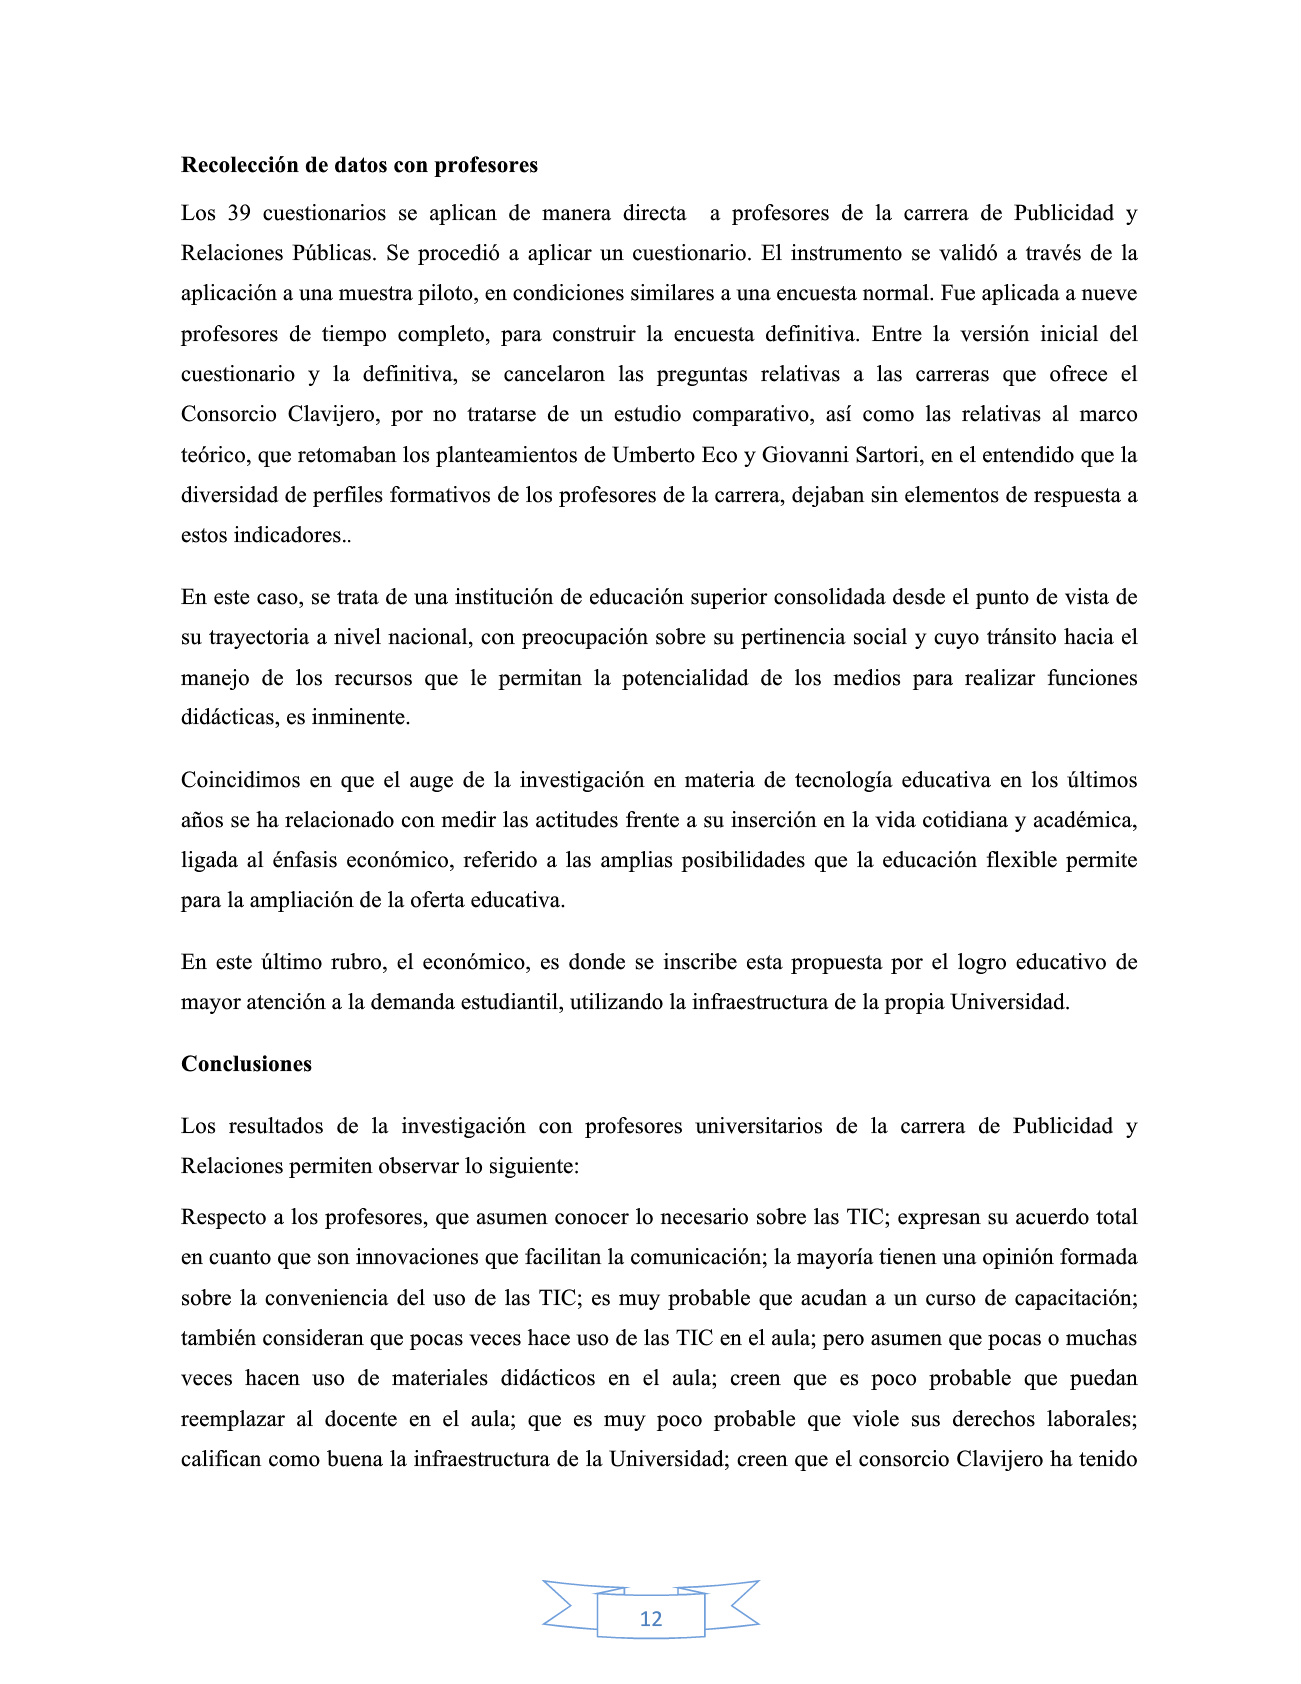 Recolección de datos con profesores
Los 39 cuestionarios se aplican de manera directa  a profesores de la carrera de Publicidad y
Relaciones Públicas. Se procedió a aplicar un cuestionario. El instrumento se validó a través de la
aplicación a una muestra piloto, en condiciones similares a una encuesta normal. Fue aplicada a nueve
profesores de tiempo completo, para construir la encuesta definitiva. Entre la versión inicial del
cuestionario y la definitiva, se cancelaron las preguntas relativas a las carreras que ofrece el
Consorcio Clavijero, por no tratarse de un estudio comparativo, así como las relativas al marco
teórico, que retomaban los planteamientos de Umberto Eco y Giovanni Sartori, en el entendido que la
diversidad de perfiles formativos de los profesores de la carrera, dejaban sin elementos de respuesta a
estos indicadores..
En este caso, se trata de una institución de educación superior consolidada desde el punto de vista de
su trayectoria a nivel nacional, con preocupación sobre su pertinencia social y cuyo tránsito hacia el
manejo de los recursos que le permitan la potencialidad de los medios para realizar funciones
didácticas, es inminente.
Coincidimos en que el auge de la investigación en materia de tecnología educativa en los últimos
años se ha relacionado con medir las actitudes frente a su inserción en la vida cotidiana y académica,
ligada al énfasis económico, referido a las amplias posibilidades que la educación flexible permite
para la ampliación de la oferta educativa.
En este último rubro, el económico, es donde se inscribe esta propuesta por el logro educativo de
mayor atención a la demanda estudiantil, utilizando la infraestructura de la propia Universidad.
Conclusiones
Los resultados de la investigación con profesores universitarios de la carrera de Publicidad y
Relaciones permiten observar lo siguiente:
Respecto a los profesores, que asumen conocer lo necesario sobre las TIC; expresan su acuerdo total
en cuanto que son innovaciones que facilitan la comunicación; la mayoría tienen una opinión formada
sobre la conveniencia del uso de las TIC; es muy probable que acudan a un curso de capacitación;
también consideran que pocas veces hace uso de las TIC en el aula; pero asumen que pocas o muchas
veces hacen uso de materiales didácticos en el aula; creen que es poco probable que puedan
reemplazar al docente en el aula; que es muy poco probable que viole sus derechos laborales;
califican como buena la infraestructura de la Universidad; creen que el consorcio Clavijero ha tenido
12